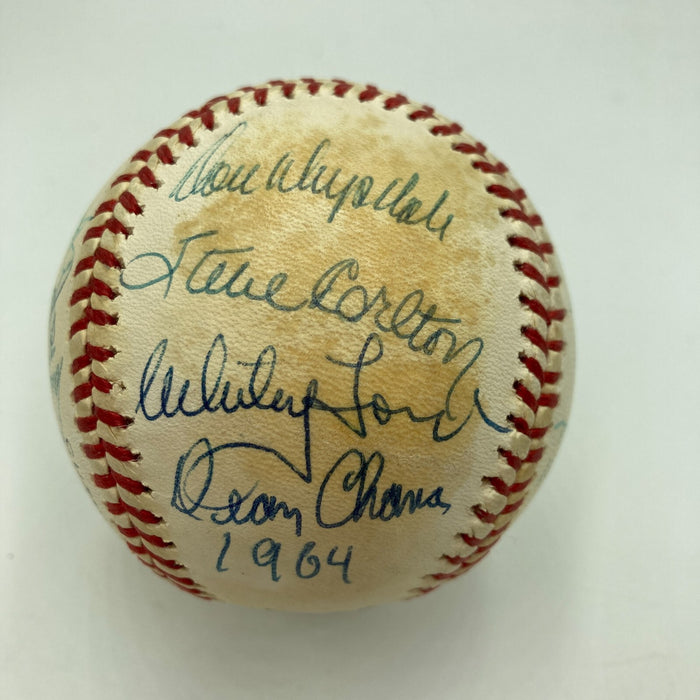 Don Drysdale
Steve Carlton
Whitey Ford
Dean Chance
1964